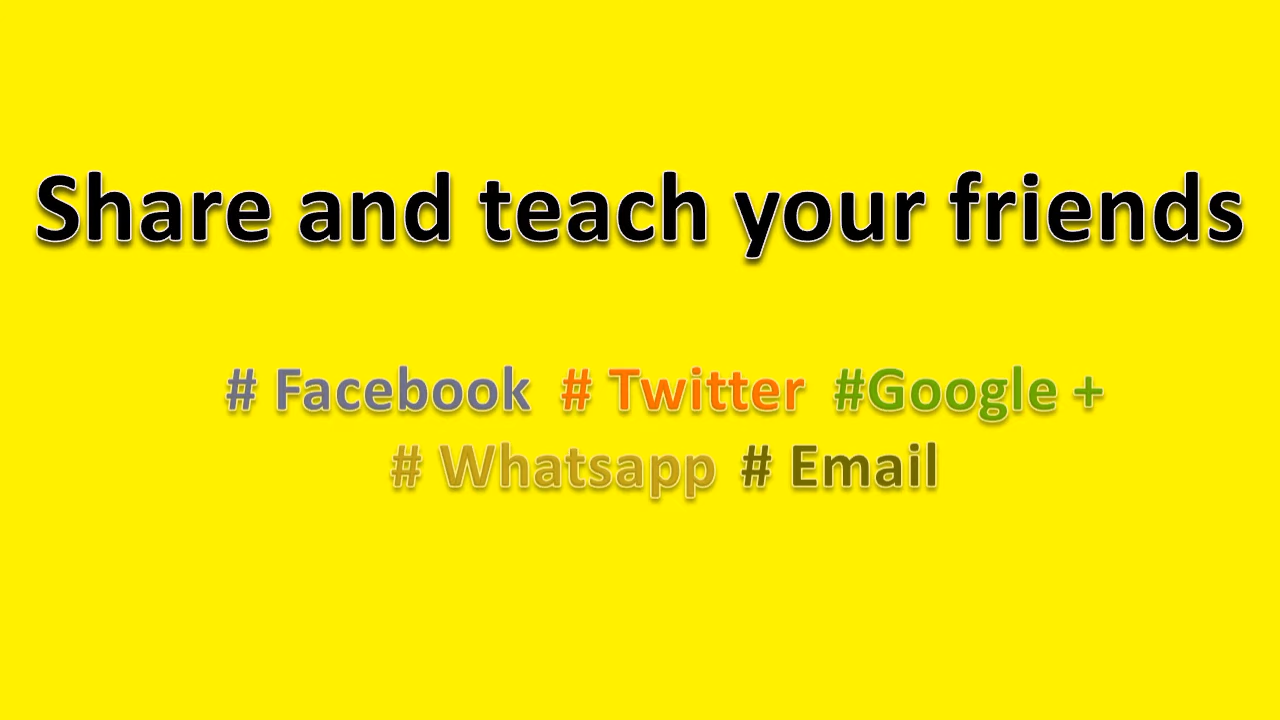 Share and teach your friends
# Facebook # Twitter #Google +
# Whatsapp # Email